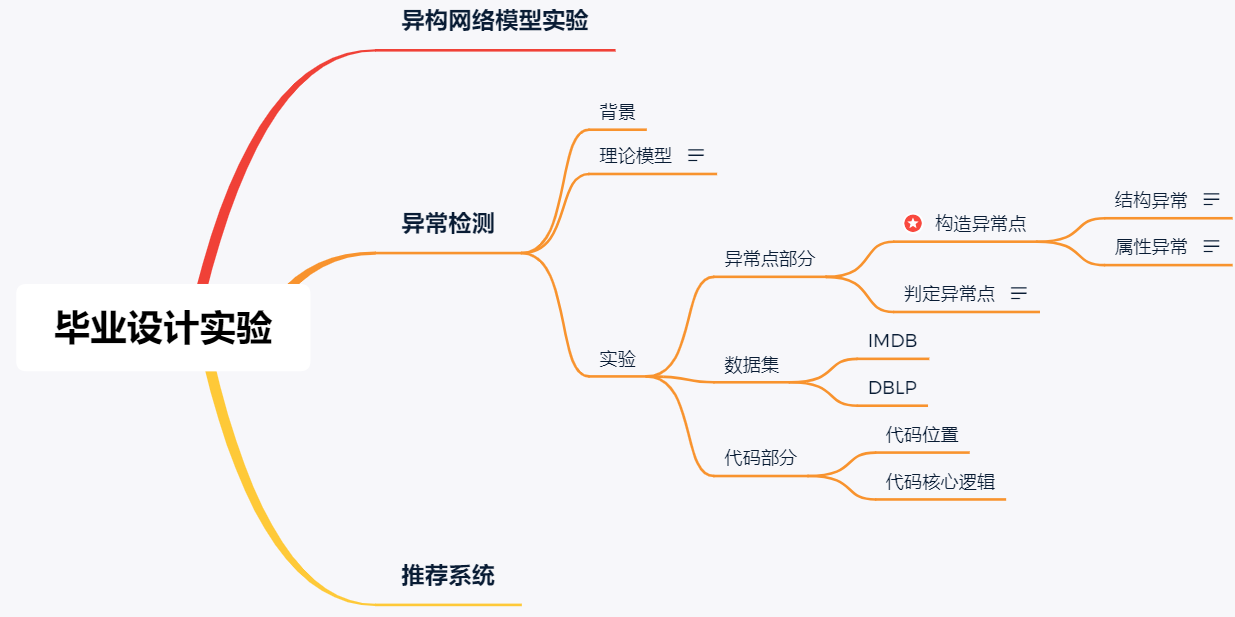 异构网络模型实验
背景
理论模型
结构异常
异常检测
构造异常点
属性异常
异常点部分
判定异常点
毕业设计实验
IMDB
实验
数据集
DBLP
代码位置
代码部分
代码核心逻辑
推荐系统